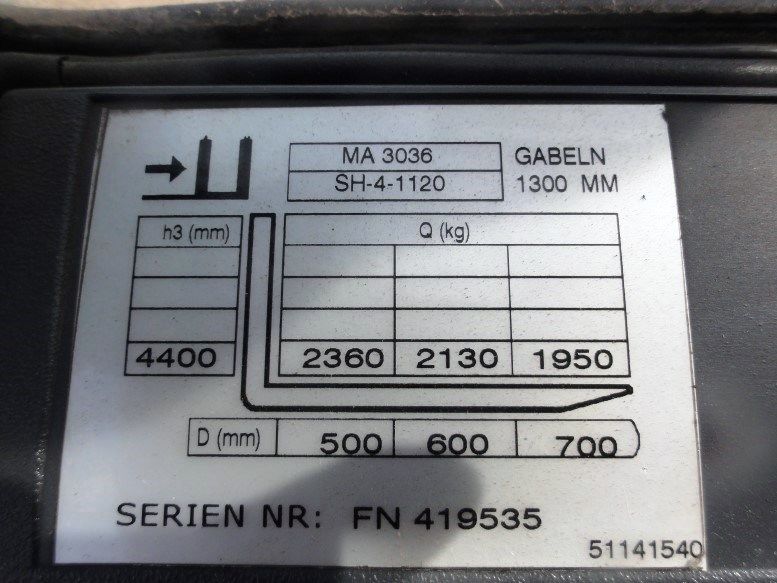 MA 3036 GABELN
SH-4-1120 1300 MM
h3 (mm) Q (kg)
4400 2360 2130 1950
D (mm) 500 600 700
SERIEN NR: FN 419535
51141540